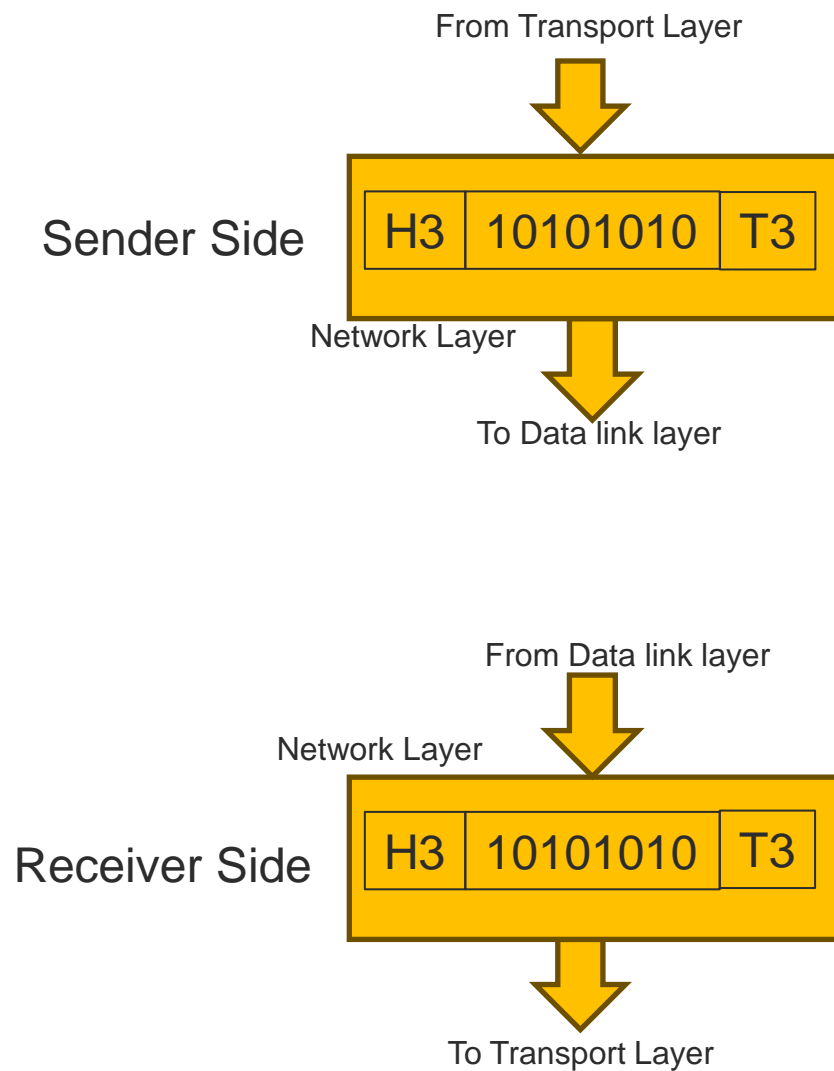 From Transport Layer
Sender Side
H3 10101010 T3
Network Layer
To Data link layer
From Data link layer
Network Layer
Receiver Side
H3 10101010 T3
To Transport Layer